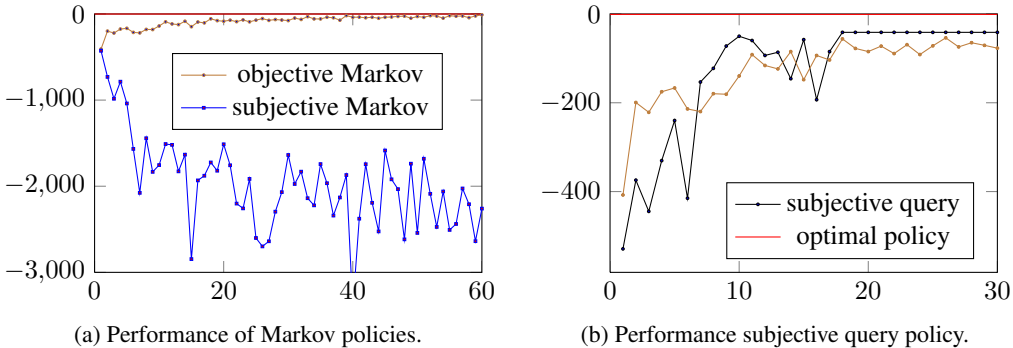 0
−1,000
−2,000
−3,000
0
20
40
60
objective Markov
subjective Markov
(a) Performance of Markov policies.
0
−200
−400
0
10
20
30
subjective query
optimal policy
(b) Performance subjective query policy.